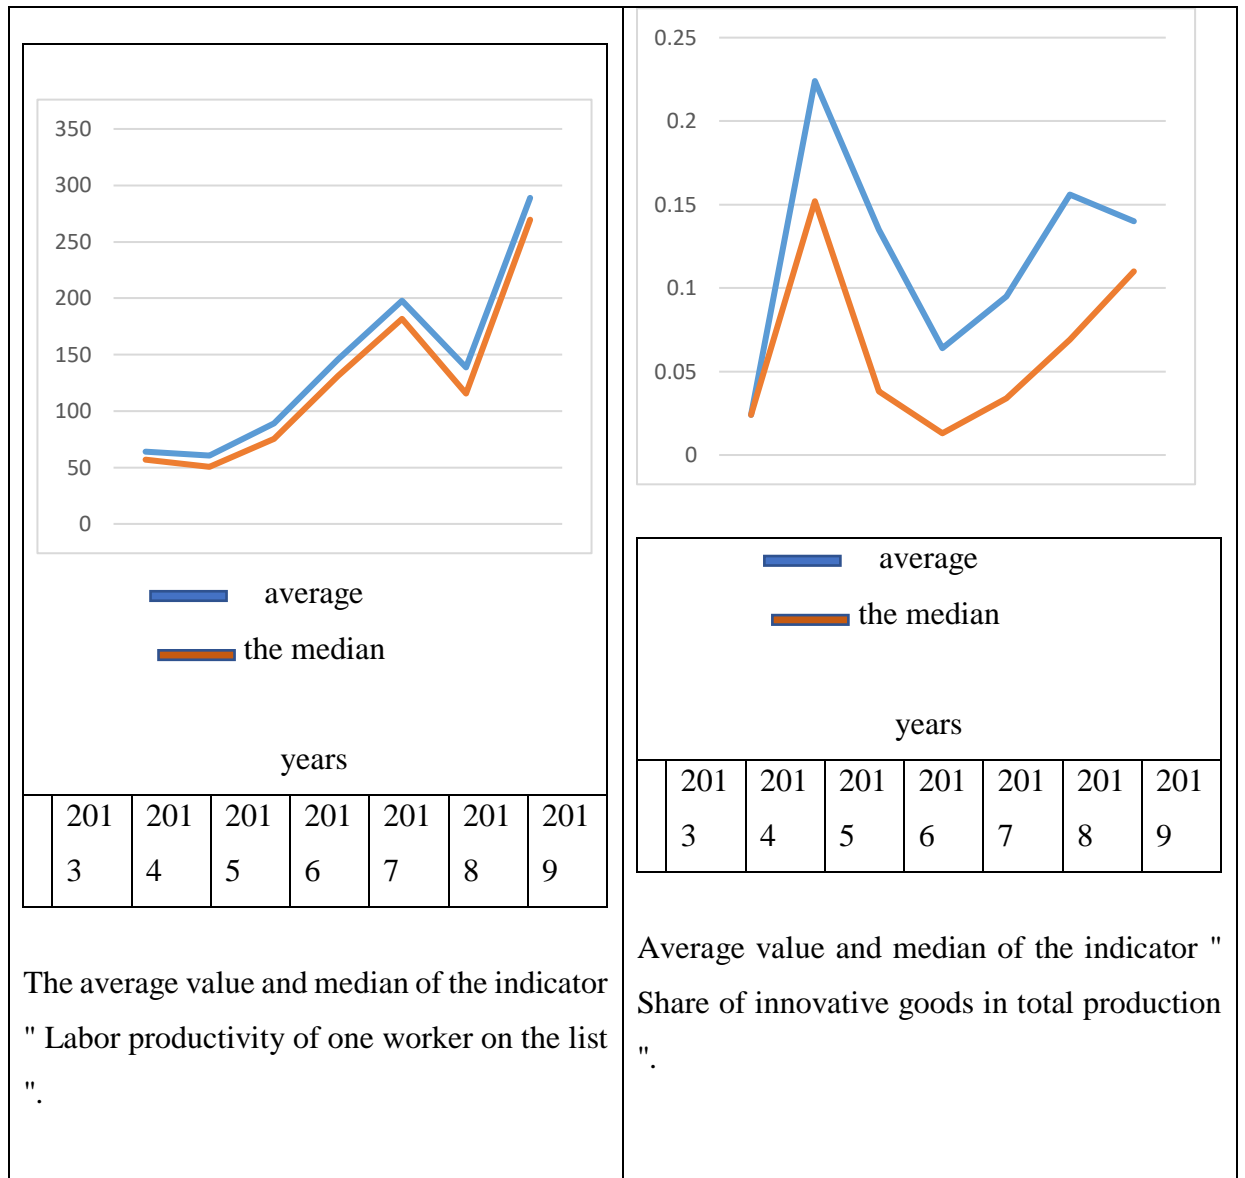 350
300
250
200
150
100
50
0
average
the median
years
201 201 201 201 201 201 201
3 4 5 6 7 8 9
The average value and median of the indicator
" Labor productivity of one worker on the list
".
0.25
0.2
0.15
0.1
0.05
0
average
the median
years
201 201 201 201 201 201 201
3 4 5 6 7 8 9
Average value and median of the indicator "
Share of innovative goods in total production
".